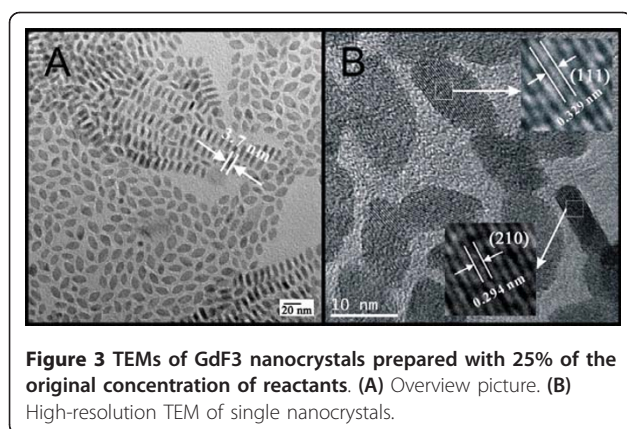 A
3.7 nm
20 nm
B
(111)
0.329 nm
(210)
0.294 nm
10 nm
Figure 3 TEMs of GdF3 nanocrystals prepared with 25% of the
original concentration of reactants. (A) Overview picture. (B)
High-resolution TEM of single nanocrystals.